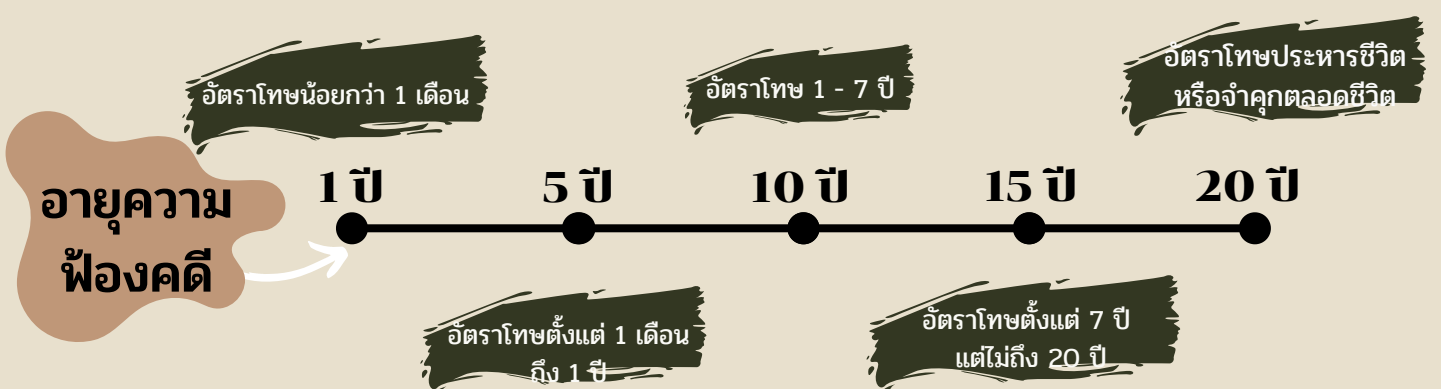 อายุความ
ฟ้องคดี
อัตราโทษน้อยกว่า 1 เดือน
อัตราโทษ 1 - 7 ปี
อัตราโทษประหารชีวิต
หรือจำคุกตลอดชีวิต
1 ปี
5 ปี
10 ปี
15 ปี
20 ปี
อัตราโทษตั้งแต่ 1 เดือน
ถึง 1 ปี
อัตราโทษตั้งแต่ 7 ปี
แต่ไม่ถึง 20 ปี